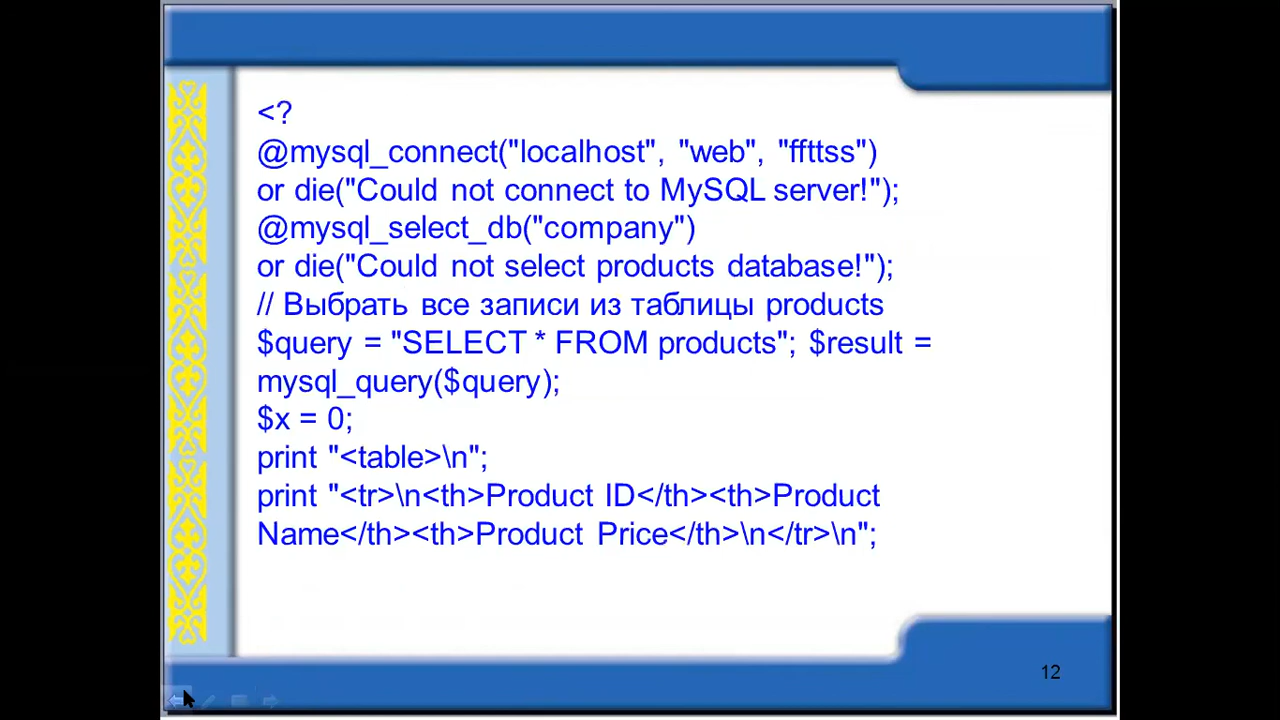 <?
@mysql_connect("localhost", "web", "ffttss")
or die("Could not connect to MySQL server!");
@mysql_select_db("company")
or die("Could not select products database!");
// Выбрать все записи из таблицы products
$query = "SELECT * FROM products"; $result =
mysql_query($query);
$x = 0;
print "<table>\n";
print "<tr>\n<th>Product ID</th><th>Product
Name</th><th>Product Price</th>\n</tr>\n";
12